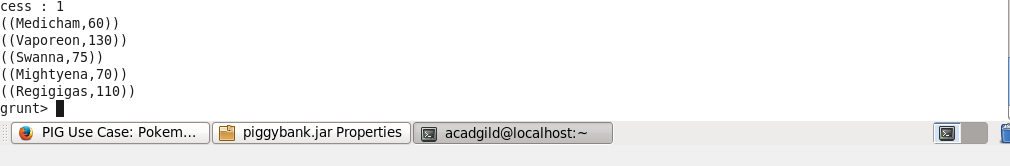 cess : 1
((Medicham,60))
((Vaporeon,130))
((Swanna,75))
((Mightyena,70))
((Regigigas,110))
grunt>
PIG Use Case: Pokem... piggybank.jar Properties acadgild@localhost:~